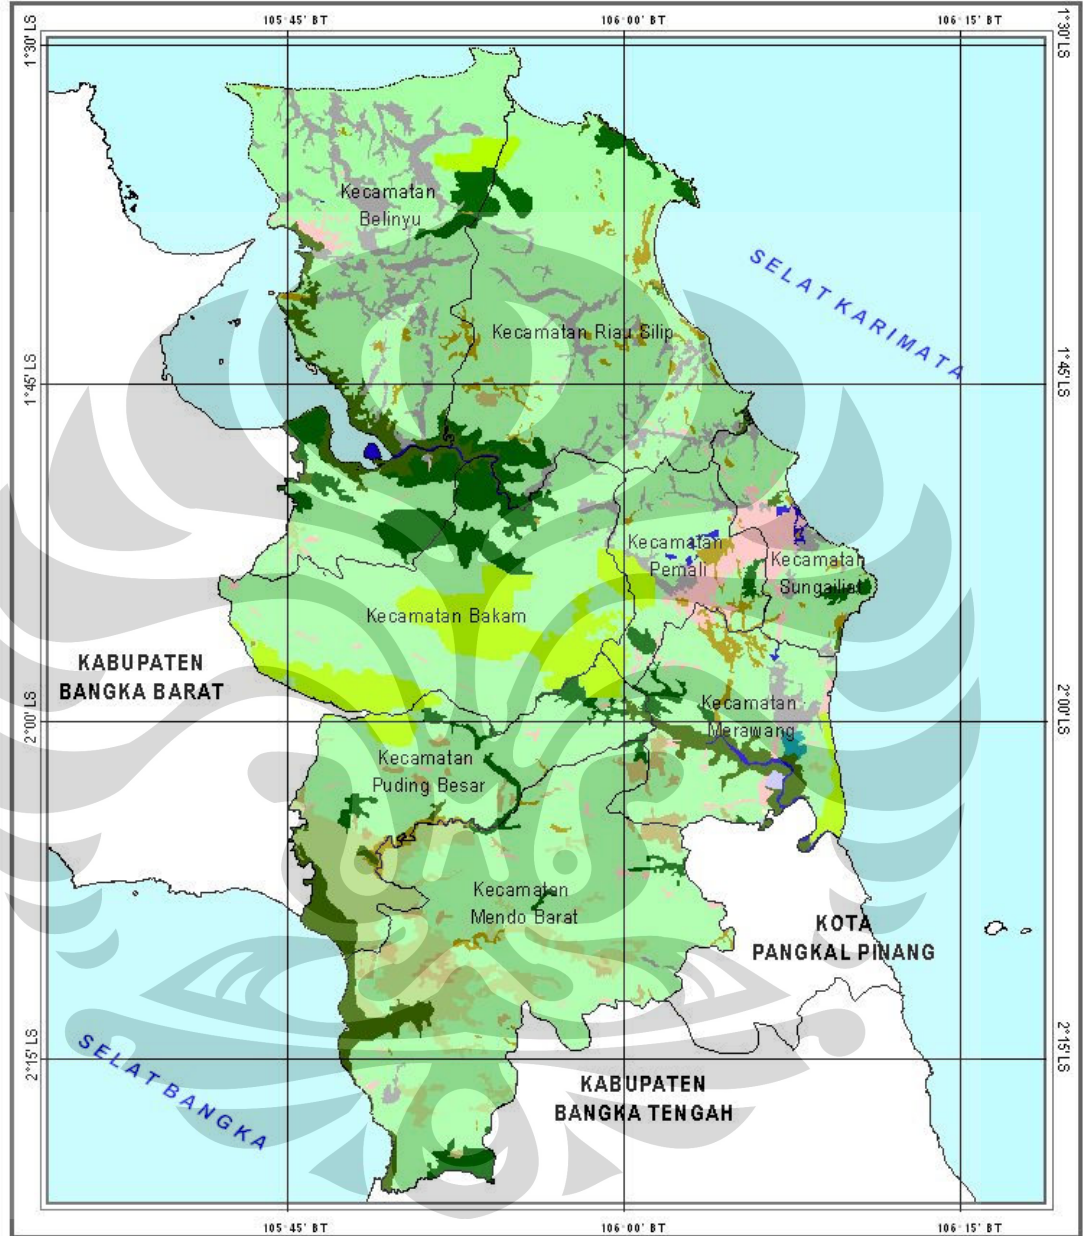 105°45' BT
106°00' BT
106°15' BT
1°30' LS
1°30' LS
Kecamatan
Belinyu
SELAT KARIMATA
Kecamatan Riau Silip
1°45' LS
1°45' LS
Kecamatan
Pemali
Kecamatan
Sungailiat
Kecamatan Bakam
KABUPATEN
BANGKA BARAT
Kecamatan
Merawang
2°00' LS
2°00' LS
Kecamatan
Puding Besar
Kecamatan
Mendo Barat
KOTA
PANGKAL PINANG
2°15' LS
2°15' LS
SELAT BANGKA
KABUPATEN
BANGKA TENGAH
105°45' BT
106°00' BT
106°15' BT